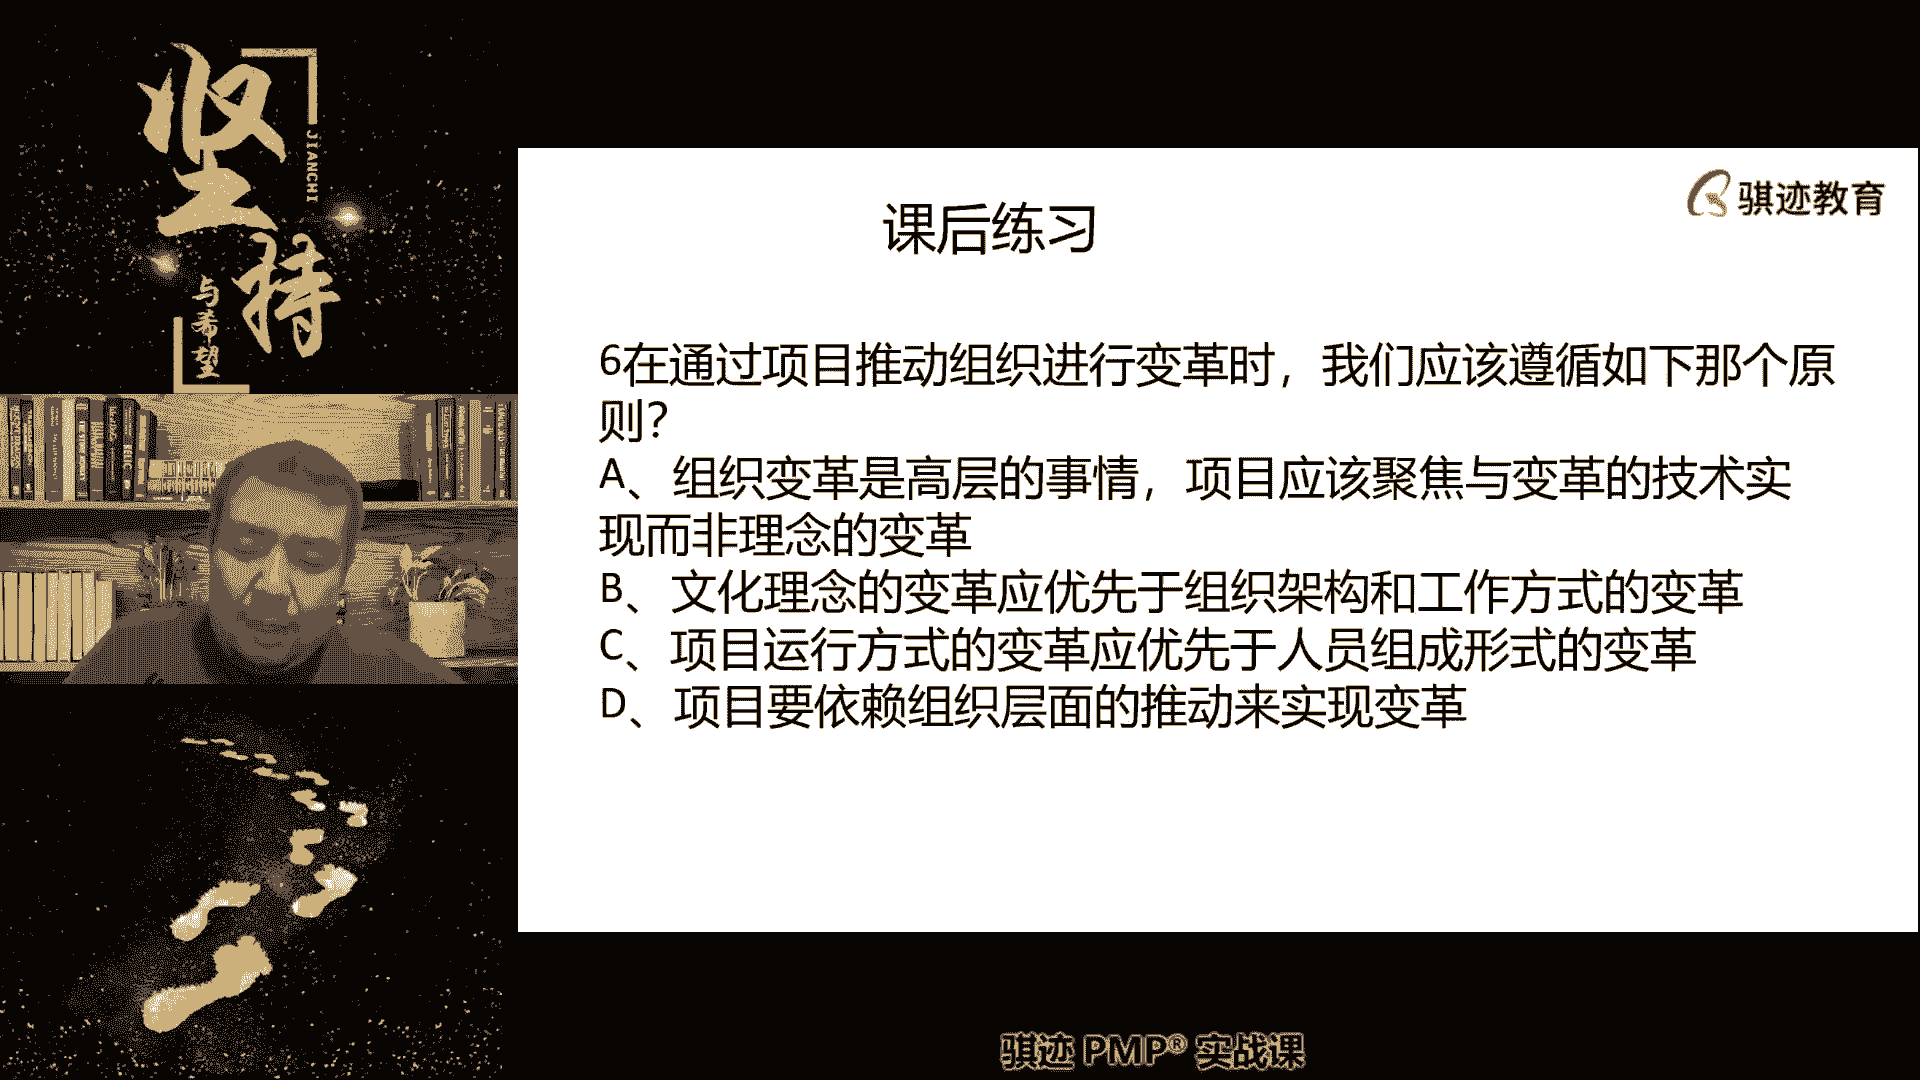 坚持
JIANCHI
与希望
骐迹教育
课后练习
6在通过项目推动组织进行变革时，我们应该遵循如下那个原
则？
A、组织变革是高层的事情，项目应该聚焦与变革的技术实
现而非理念的变革
B、文化理念的变革应优先于组织架构和工作方式的变革
C、项目运行方式的变革应优先于人员组成形式的变革
D、项目要依赖组织层面的推动来实现变革
骐迹 PMP® 实战课